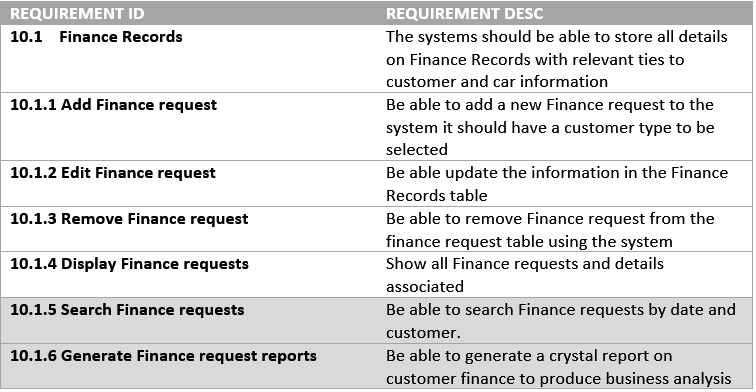 REQUIREMENT ID REQUIREMENT DESC
10.1 Finance Records The systems should be able to store all details
on Finance Records with relevant ties to
customer and car information
10.1.1 Add Finance request Be able to add a new Finance request to the
system it should have a customer type to be
selected
10.1.2 Edit Finance request Be able update the information in the Finance
Records table
10.1.3 Remove Finance request Be able to remove Finance request from the
finance request table using the system
10.1.4 Display Finance requests Show all Finance requests and details
associated
10.1.5 Search Finance requests Be able to search Finance requests by date and
customer.
10.1.6 Generate Finance request reports Be able to generate a crystal report on
customer finance to produce business analysis